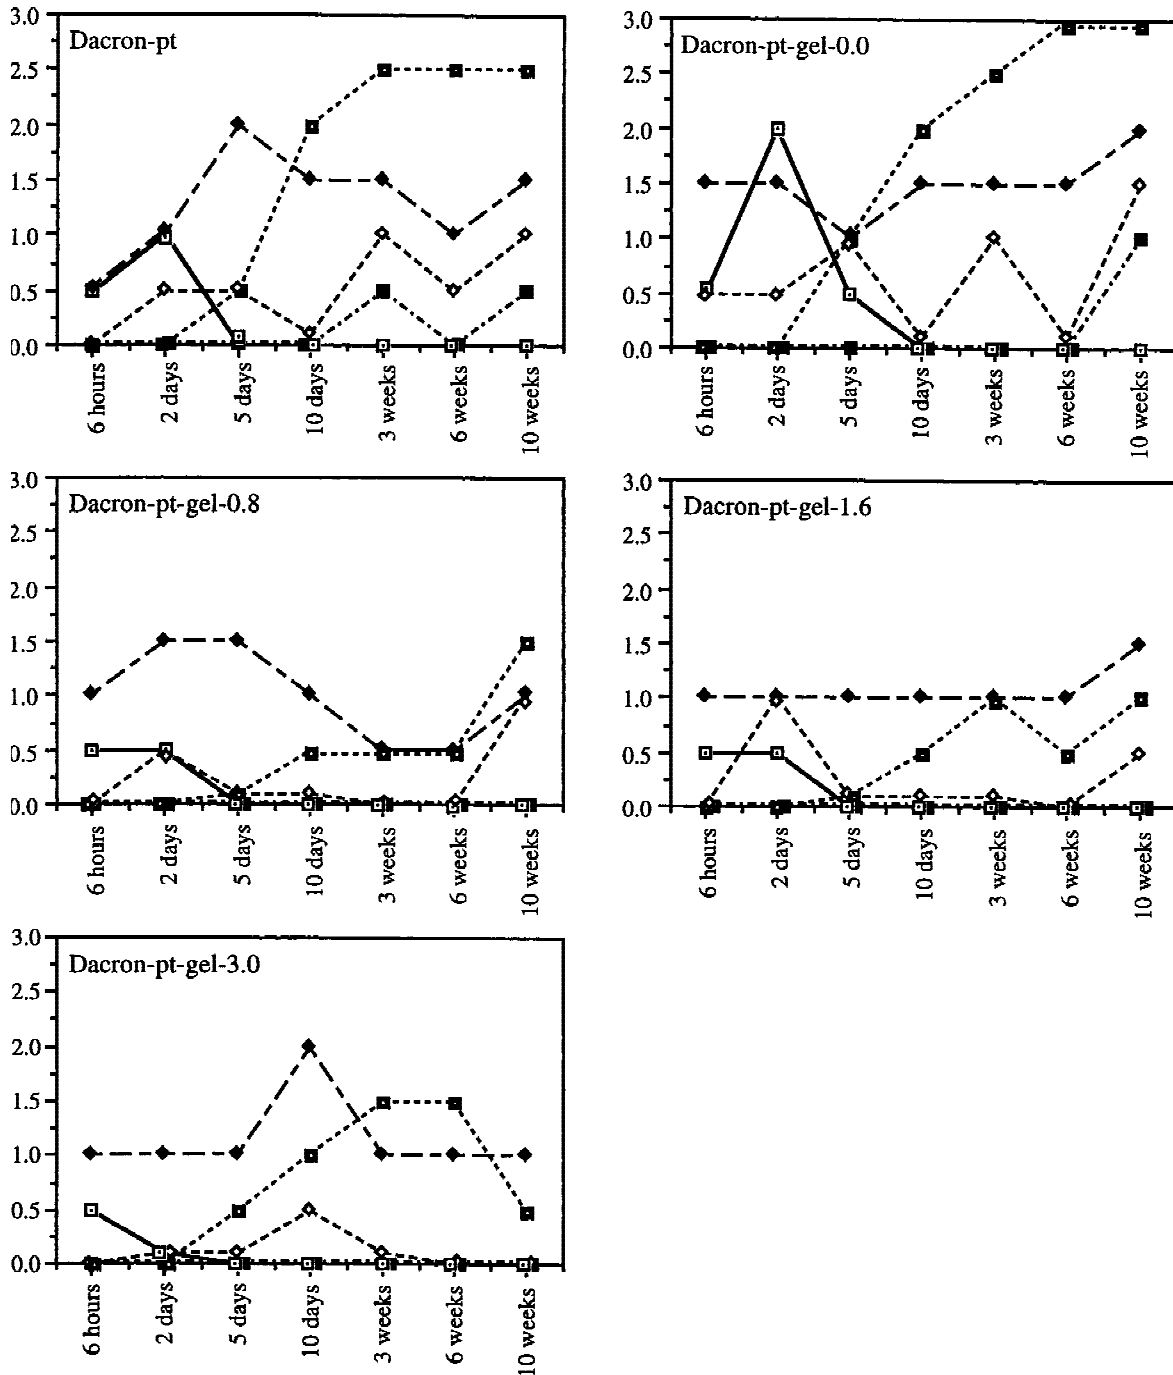 Dacron-pt
3.0
2.5
2.0
1.5
1.0
0.5
0.0
6 hours
2 days
5 days
10 days
3 weeks
6 weeks
10 weeks
Dacron-pt-gel-0.0
3.0
2.5
2.0
1.5
1.0
0.5
0.0
6 hours
2 days
5 days
10 days
3 weeks
6 weeks
10 weeks
Dacron-pt-gel-0.8
3.0
2.5
2.0
1.5
1.0
0.5
0.0
6 hours
2 days
5 days
10 days
3 weeks
6 weeks
10 weeks
Dacron-pt-gel-1.6
3.0
2.5
2.0
1.5
1.0
0.5
0.0
6 hours
2 days
5 days
10 days
3 weeks
6 weeks
10 weeks
Dacron-pt-gel-3.0
3.0
2.5
2.0
1.5
1.0
0.5
0.0
6 hours
2 days
5 days
10 days
3 weeks
6 weeks
10 weeks